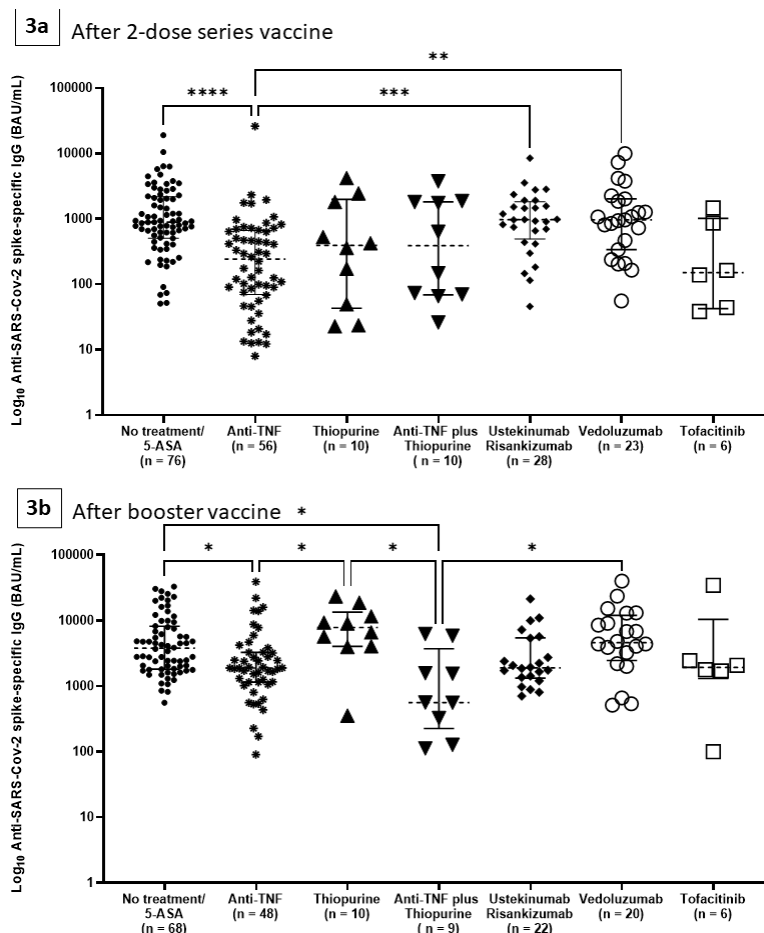 3a After 2-dose series vaccine
**
**** ***
Log₁₀ Anti-SARS-Cov-2 spike-specific IgG (BAU/mL)
100000
10000
1000
100
10
1
No treatment/ Anti-TNF Thiopurine Anti-TNF plus Ustekinumab Vedoluzumab Tofacitinib
5-ASA (n = 56) (n = 10) Thiopurine Risankizumab (n = 23) (n = 6)
(n = 76) ( n = 10) (n = 28)
3b After booster vaccine *
* * * *
Log₁₀ Anti-SARS-Cov-2 spike-specific IgG (BAU/mL)
100000
10000
1000
100
10
1
No treatment/ Anti-TNF Thiopurine Anti-TNF plus Ustekinumab Vedoluzumab Tofacitinib
5-ASA (n = 48) (n = 10) Thiopurine Risankizumab (n = 20) (n = 6)
(n = 68) ( n = 9) (n = 22)